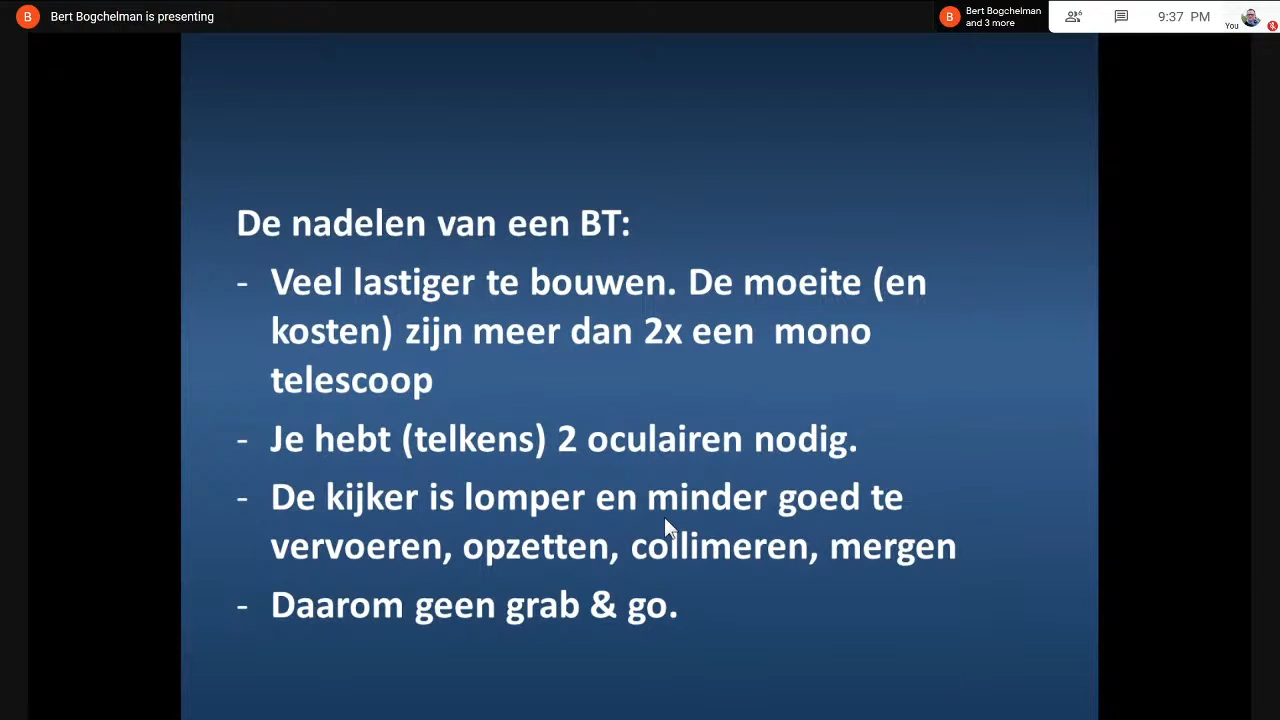 B Bert Bogchelman is presenting
B Bert Bogchelman
and 3 more
6
9:37 PM
You
De nadelen van een BT:
- Veel lastiger te bouwen. De moeite (en
kosten) zijn meer dan 2x een mono
telescoop
- Je hebt (telkens) 2 oculairen nodig.
- De kijker is lomper en minder goed te
vervoeren, opzetten, collimeren, mergen
- Daarom geen grab & go.